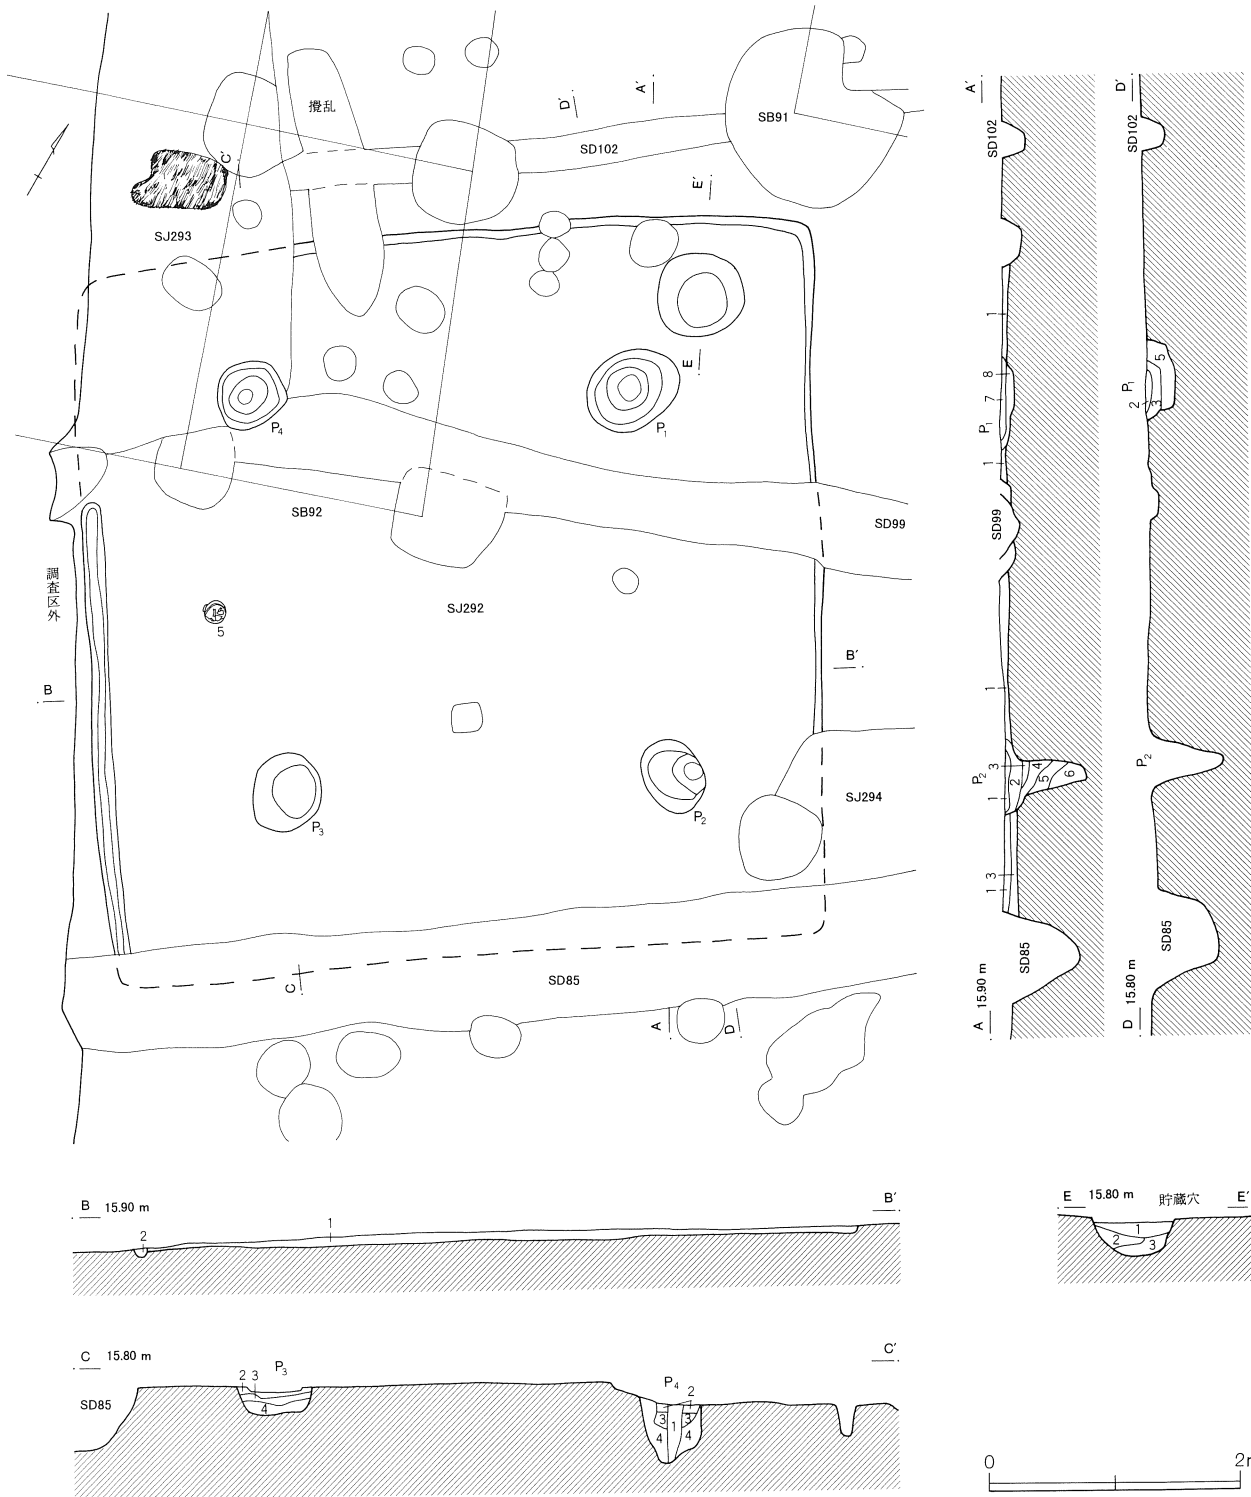 攪乱
SB91
A´
D´
SD102
C´
E´
SJ293
E
P4
P1
SB92
SD99
調査区外
5
SJ292
B´
B
SJ294
P3
P2
C
SD85
A
D
A´
SD102
1
8
7
P1
1
SD99
1
P2
3
2
4
5
6
1
3
1
SD85
A 15.90 m
D´
SD102
5
P1
2
3
P2
SD85
D 15.80 m
B 15.90 m
B´
2
1
E 15.80 m 貯蔵穴 E´
1
2
3
C 15.80 m
C´
SD85
2 3
P3
4
P4
2
3
1
3
4
4
0
2m